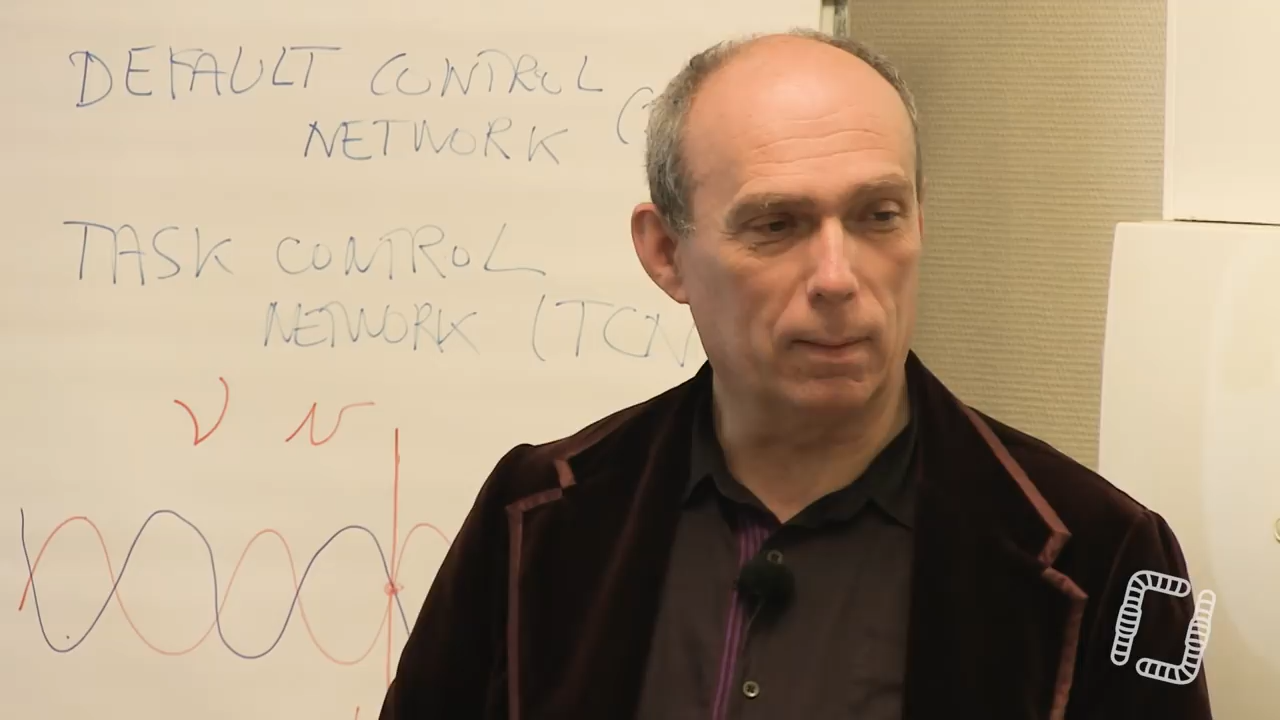 DEFAULT CONTROL
NETWORK (
TASK CONTROL
NETWORK (TCN